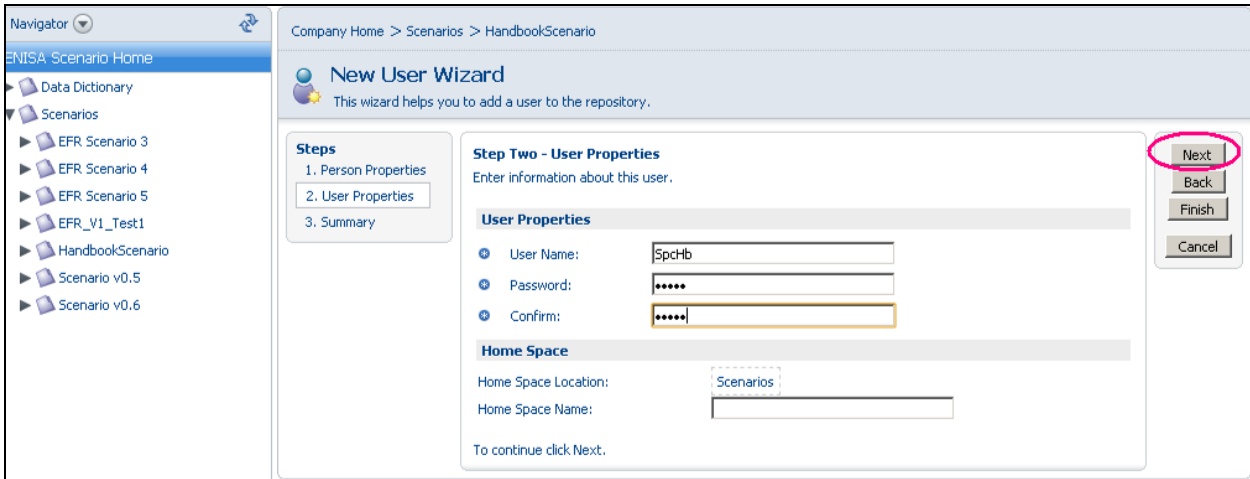 Navigator
ENISA Scenario Home
Data Dictionary
Scenarios
EFR Scenario 3
EFR Scenario 4
EFR Scenario 5
EFR_V1_Test1
HandbookScenario
Scenario v0.5
Scenario v0.6
Company Home > Scenarios > HandbookScenario
New User Wizard
This wizard helps you to add a user to the repository.
Steps
1. Person Properties
2. User Properties
3. Summary
Step Two - User Properties
Enter information about this user.
User Properties
User Name: SpcHb
Password: •••••
Confirm: •••••
Home Space
Home Space Location: Scenarios
Home Space Name:
To continue click Next.
Next
Back
Finish
Cancel